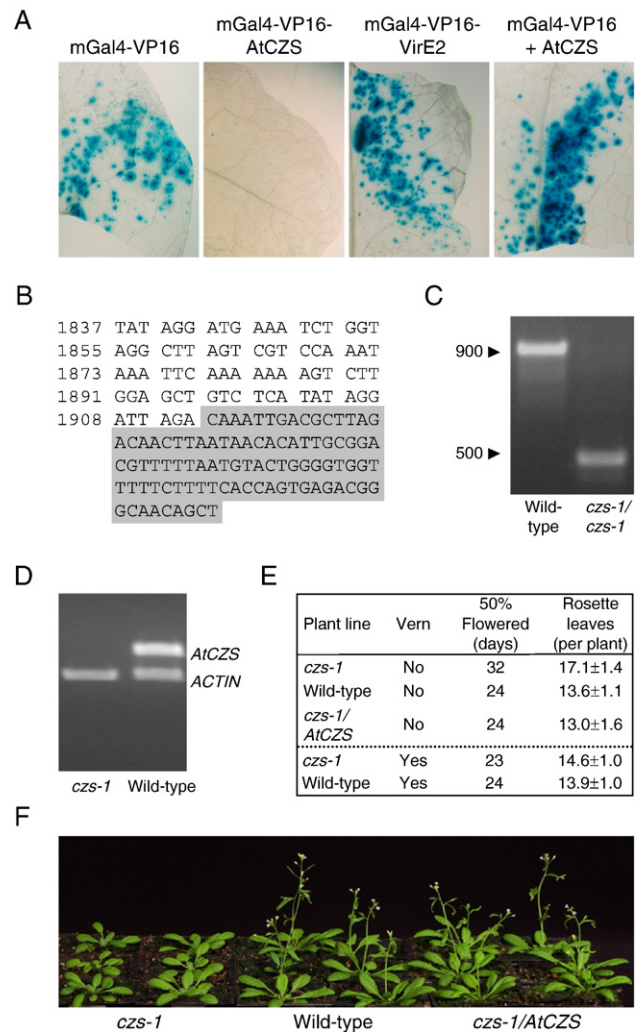 A
mGal4-VP16
mGal4-VP16-
AtCZS
mGal4-VP16-
VirE2
mGal4-VP16
+ AtCZS
B
1837 TAT AGG ATG AAA TCT GGT
1855 AGG CTT AGT CGT CCA AAT
1873 AAA TTC AAA AAA AGT CTT
1891 GGA GCT GTC TCA TAT AGG
1908 ATT AGA CAAATTGACGCTTAG
ACAACTTAATAACACATTGCGGA
CGTTTTTAATGTACTGGGGTGGT
TTTTCTTTTCACCAGTGAGACGG
GCAACAGCT
C
900
500
Wild-
type
czs-1/
czs-1
D
AtCZS
ACTIN
czs-1 Wild-type
E
Plant line Vern 50% Flowered (days) Rosette leaves (per plant)
czs-1 No 32 17.1±1.4
Wild-type No 24 13.6±1.1
czs-1/
AtCZS No 24 13.0±1.6
czs-1 Yes 23 14.6±1.0
Wild-type Yes 24 13.9±1.0
F
czs-1 Wild-type czs-1/AtCZS